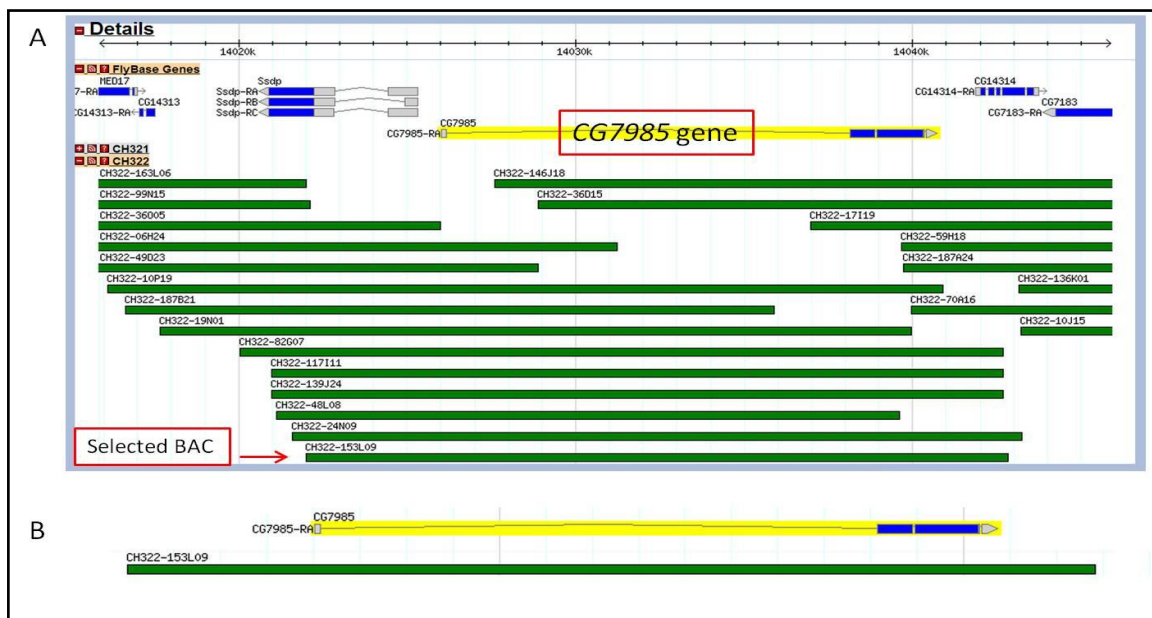 A
Details
14020k 14030k 14040k
FlyBase Genes
MED17 Ssdp CG14314
7-RA Ssdp-RA CG14314-RA
CG14313 Ssdp-RB CG7183
CG14313-RA Ssdp-RC CG7183-RA
CG7985
CG7985-RA CG7985 gene
CH321
CH322
CH322-163L06 CH322-146J18
CH322-99N15 CH322-36D15
CH322-36O05 CH322-17I19
CH322-06H24 CH322-59H18
CH322-49D23 CH322-187A24
CH322-10P19 CH322-136K01
CH322-187B21 CH322-70A16
CH322-19N01 CH322-10J15
CH322-82G07
CH322-117I11
CH322-139J24
CH322-48L08
CH322-24N09
Selected BAC CH322-153L09
B
CG7985
CG7985-RA
CH322-153L09